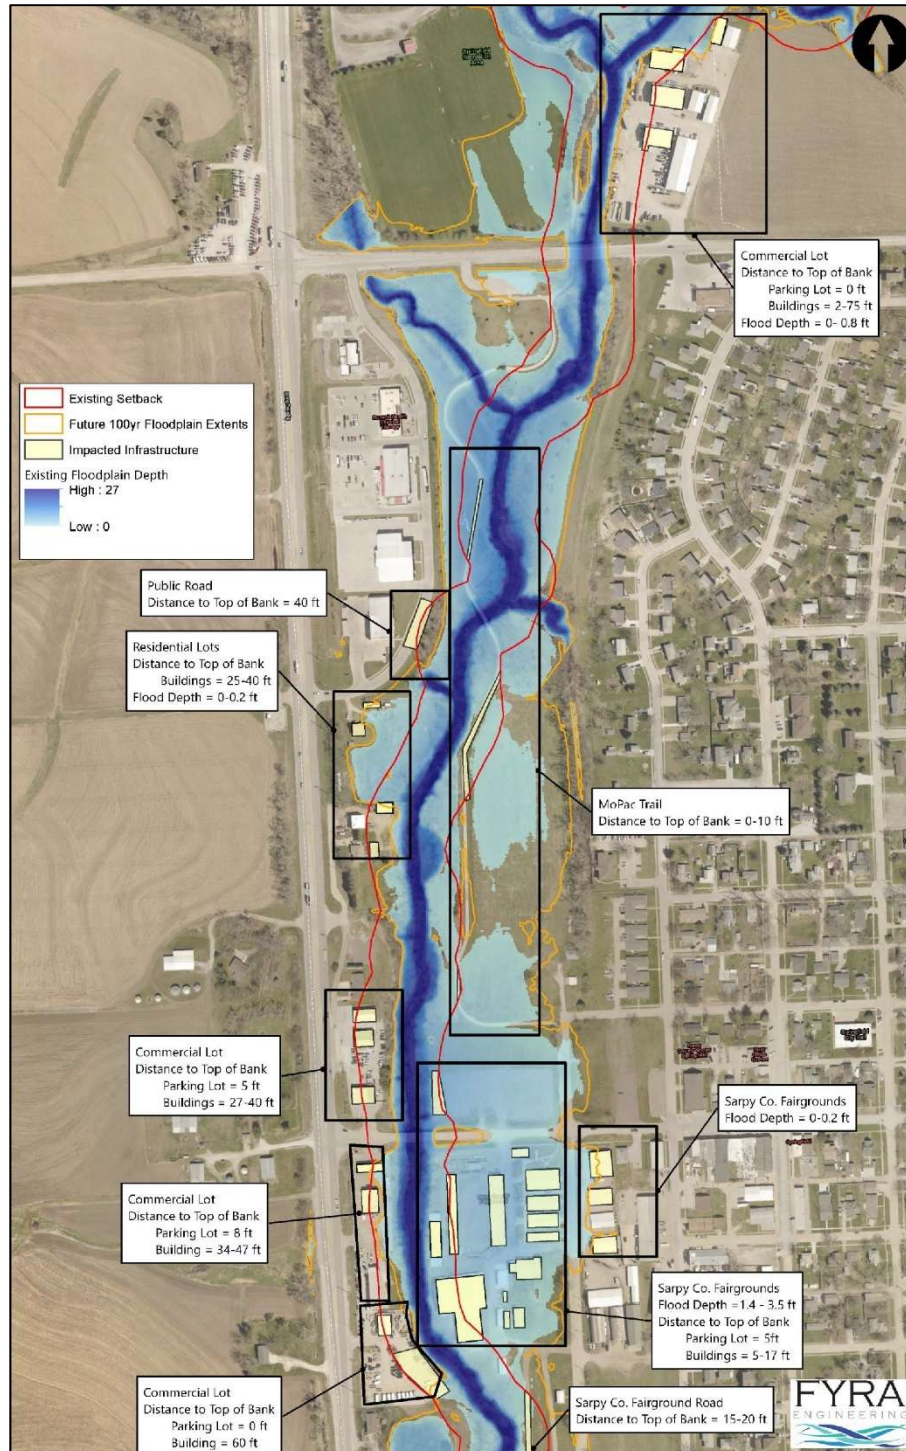 Commercial Lot
Distance to Top of Bank
Parking Lot = 0 ft
Buildings = 2-75 ft
Flood Depth = 0- 0.8 ft
Existing Setback
Future 100yr Floodplain Extents
Impacted Infrastructure
Existing Floodplain Depth
High : 27
Low : 0
Public Road
Distance to Top of Bank = 40 ft
Residential Lots
Distance to Top of Bank
Buildings = 25-40 ft
Flood Depth = 0-0.2 ft
MoPac Trail
Distance to Top of Bank = 0-10 ft
Commercial Lot
Distance to Top of Bank
Parking Lot = 5 ft
Buildings = 27-40 ft
Sarpy Co. Fairgrounds
Flood Depth = 0-0.2 ft
Commercial Lot
Distance to Top of Bank
Parking Lot = 8 ft
Building = 34-47 ft
Sarpy Co. Fairgrounds
Flood Depth =1.4 - 3.5 ft
Distance to Top of Bank
Parking Lot = 5ft
Buildings = 5-17 ft
Commercial Lot
Distance to Top of Bank
Parking Lot = 0 ft
Building = 60 ft
Sarpy Co. Fairground Road
Distance to Top of Bank = 15-20 ft
FYRA
ENGINEERING